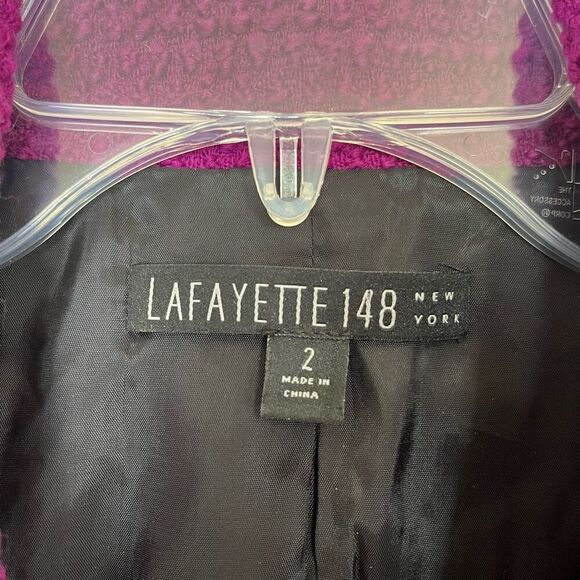 THE
ACCESSORY
CORP ®
LAFAYETTE 148 NEW
YORK
2
MADE IN
CHINA